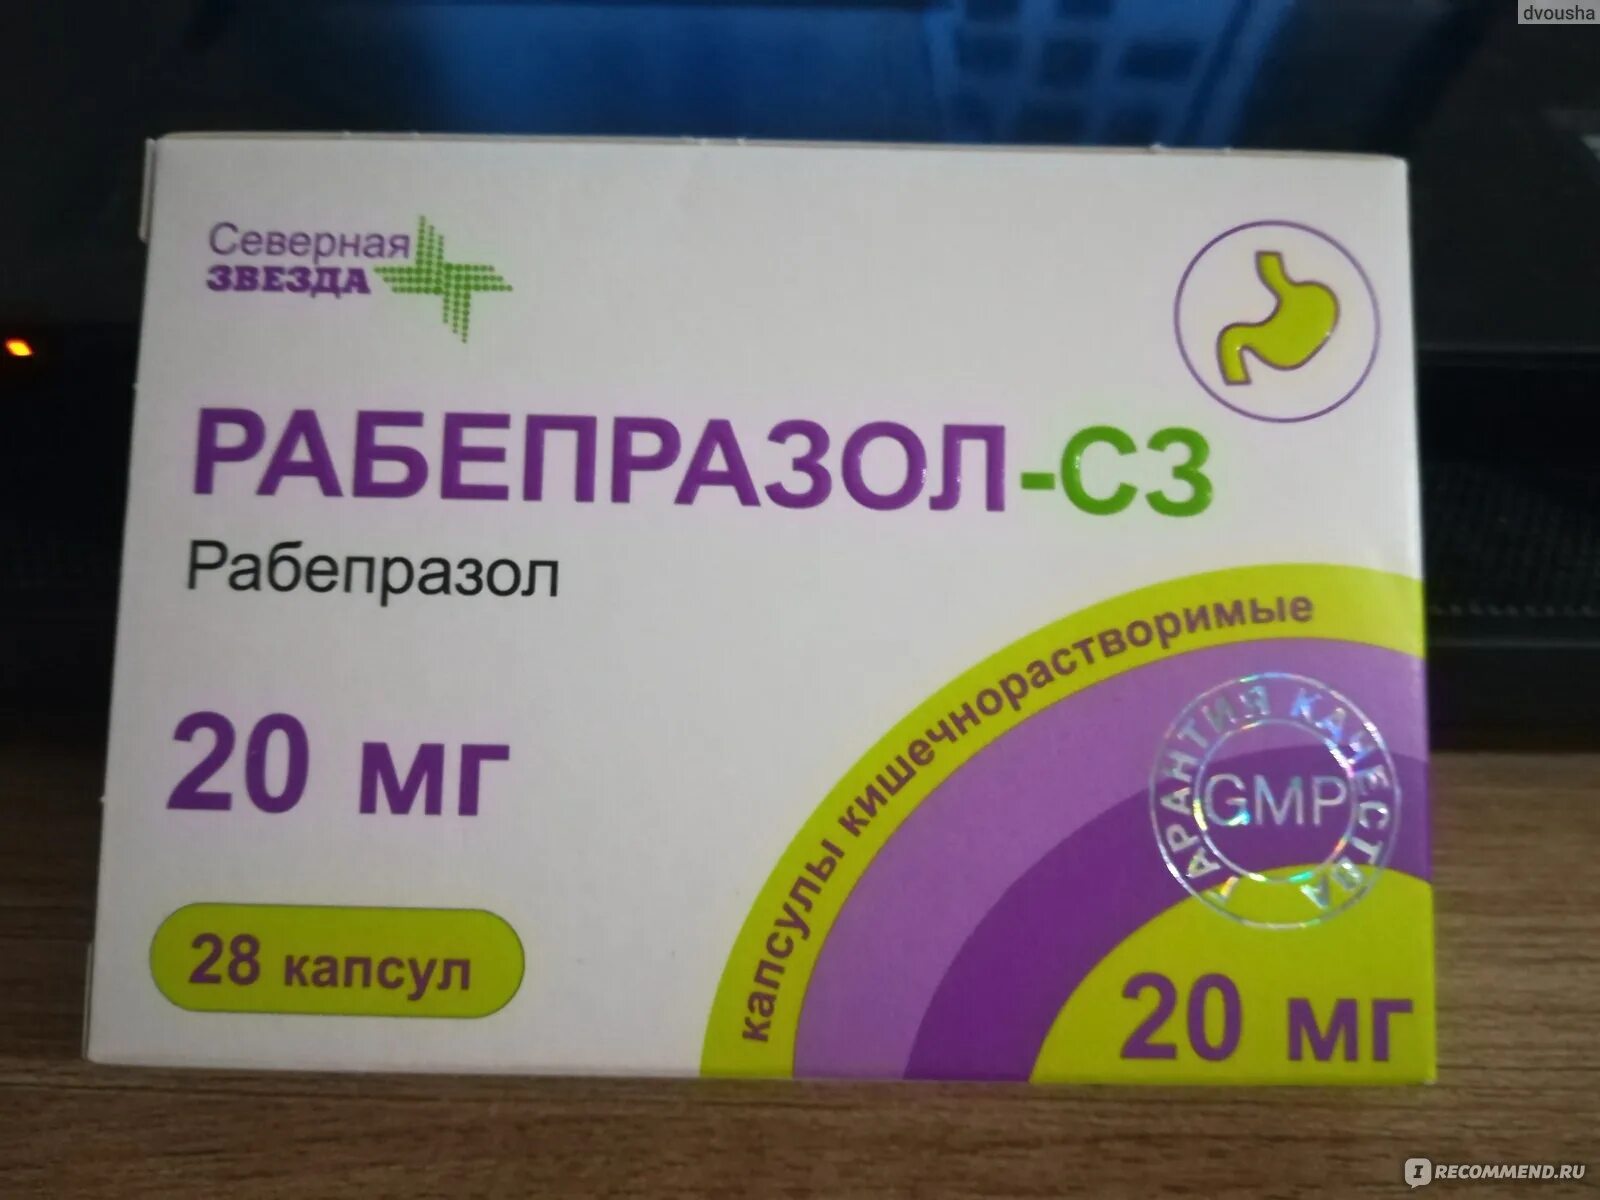 dvousha
Северная
ЗВЕЗДА
РАБЕПРАЗОЛ-СЗ
Рабепразол
20 мг
28 капсул
капсулы кишечнорастворимые
ГАРАНТИЯ КАЧЕСТВА
GMP
20 мг
I RECOMMEND.RU